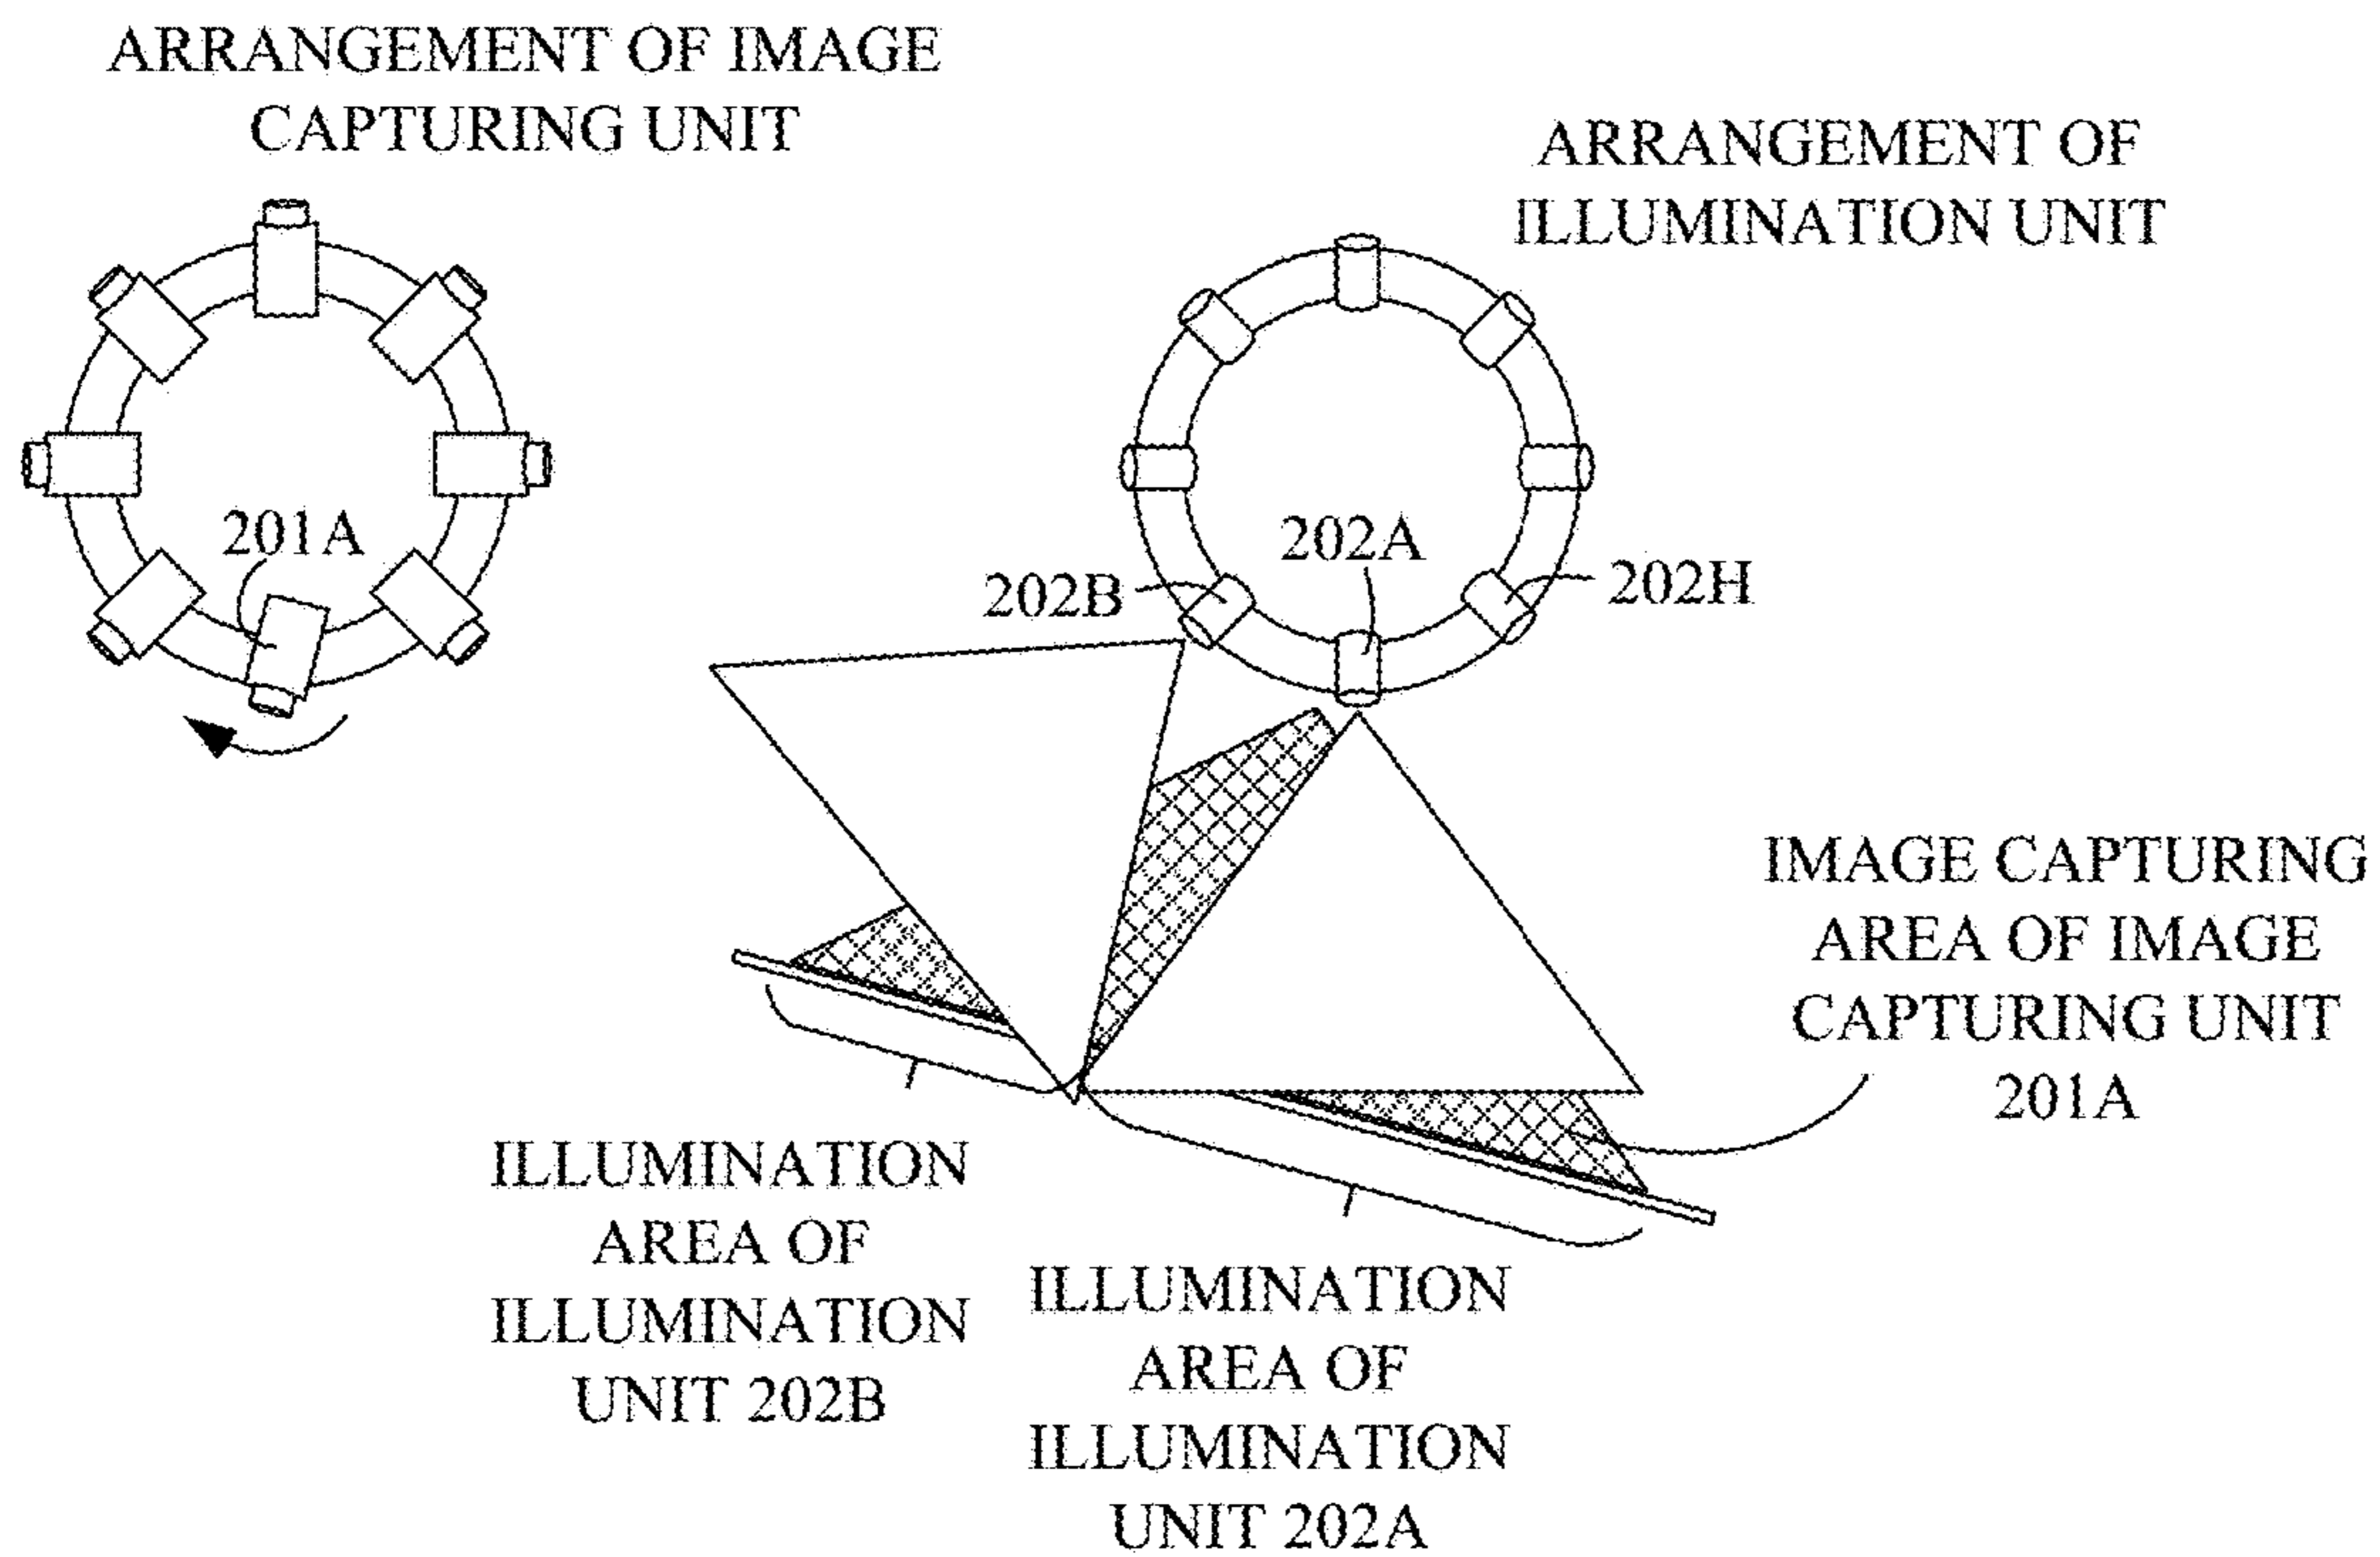 ARRANGEMENT OF IMAGE
CAPTURING UNIT
ARRANGEMENT OF
ILLUMINATION UNIT
201A
202A
202B
202H
IMAGE CAPTURING
AREA OF IMAGE
CAPTURING UNIT
201A
ILLUMINATION
AREA OF
ILLUMINATION
UNIT 202B
ILLUMINATION
AREA OF
ILLUMINATION
UNIT 202A